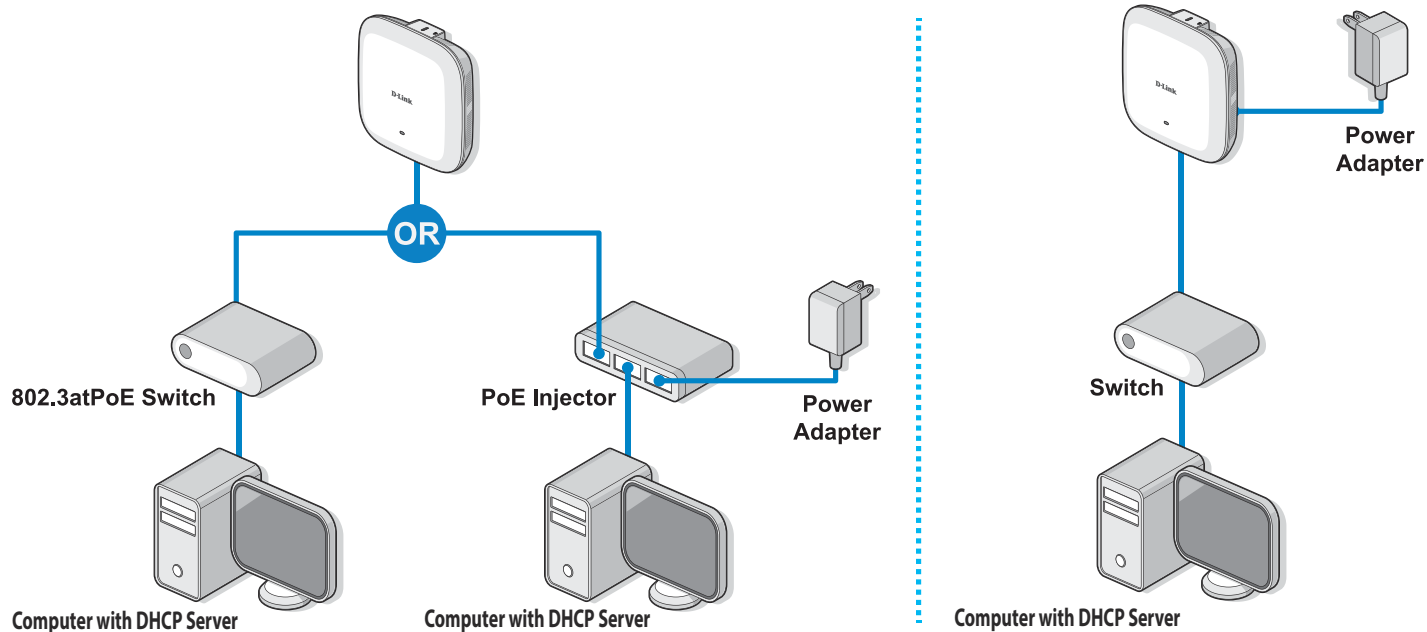 D-Link
OR
802.3atPoE Switch
PoE Injector
Power
Adapter
Computer with DHCP Server
Computer with DHCP Server
D-Link
Power
Adapter
Switch
Computer with DHCP Server